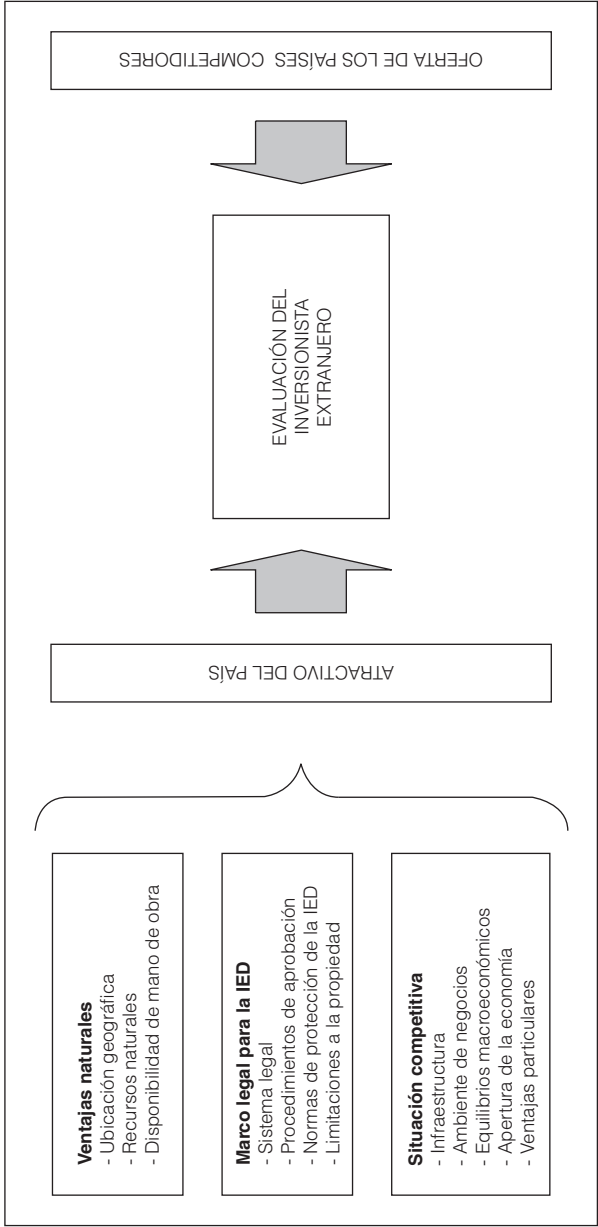 Ventajas naturales
- Ubicación geográfica
- Recursos naturales
- Disponibilidad de mano de obra
Marco legal para la IED
- Sistema legal
- Procedimientos de aprobación
- Normas de protección de la IED
- Limitaciones a la propiedad
Situación competitiva
- Infraestructura
- Ambiente de negocios
- Equilibrios macroeconómicos
- Apertura de la economía
- Ventajas particulares
ATRACTIVO DEL PAÍS
EVALUACIÓN DEL
INVERSIONISTA
EXTRANJERO
OFERTA DE LOS PAÍSES COMPETIDORES